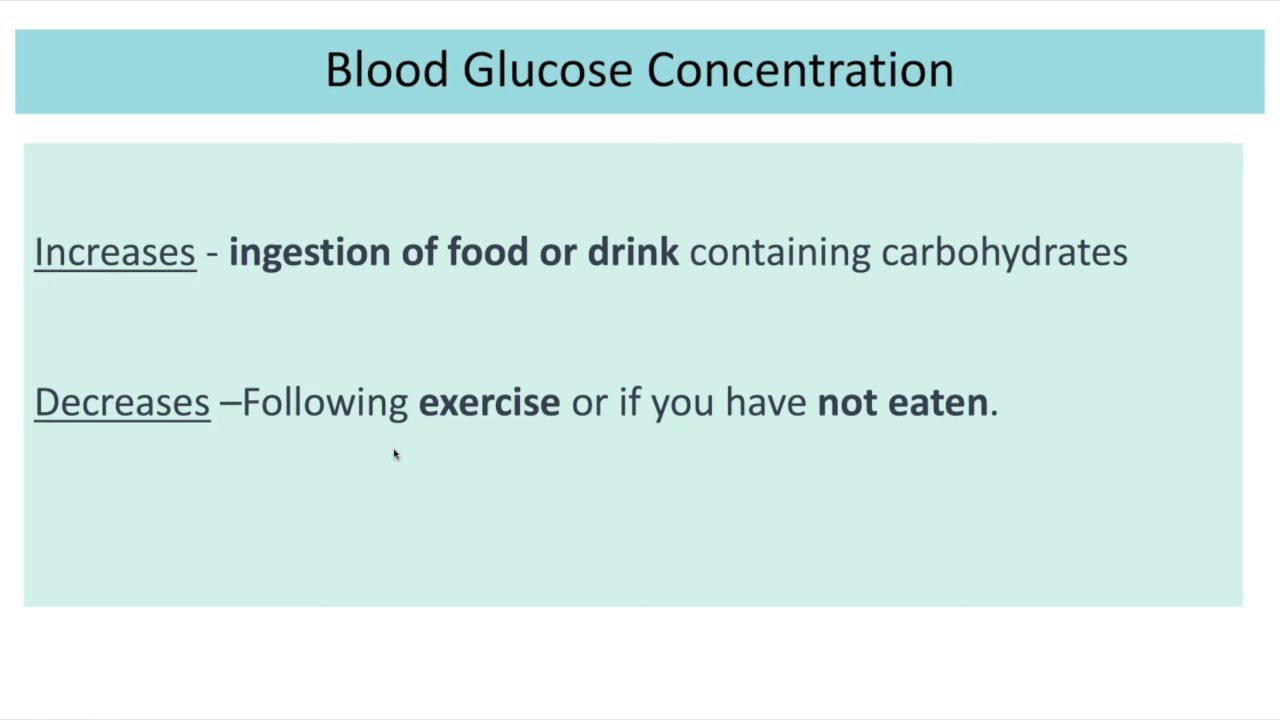 Blood Glucose Concentration
Increases - ingestion of food or drink containing carbohydrates
Decreases –Following exercise or if you have not eaten.